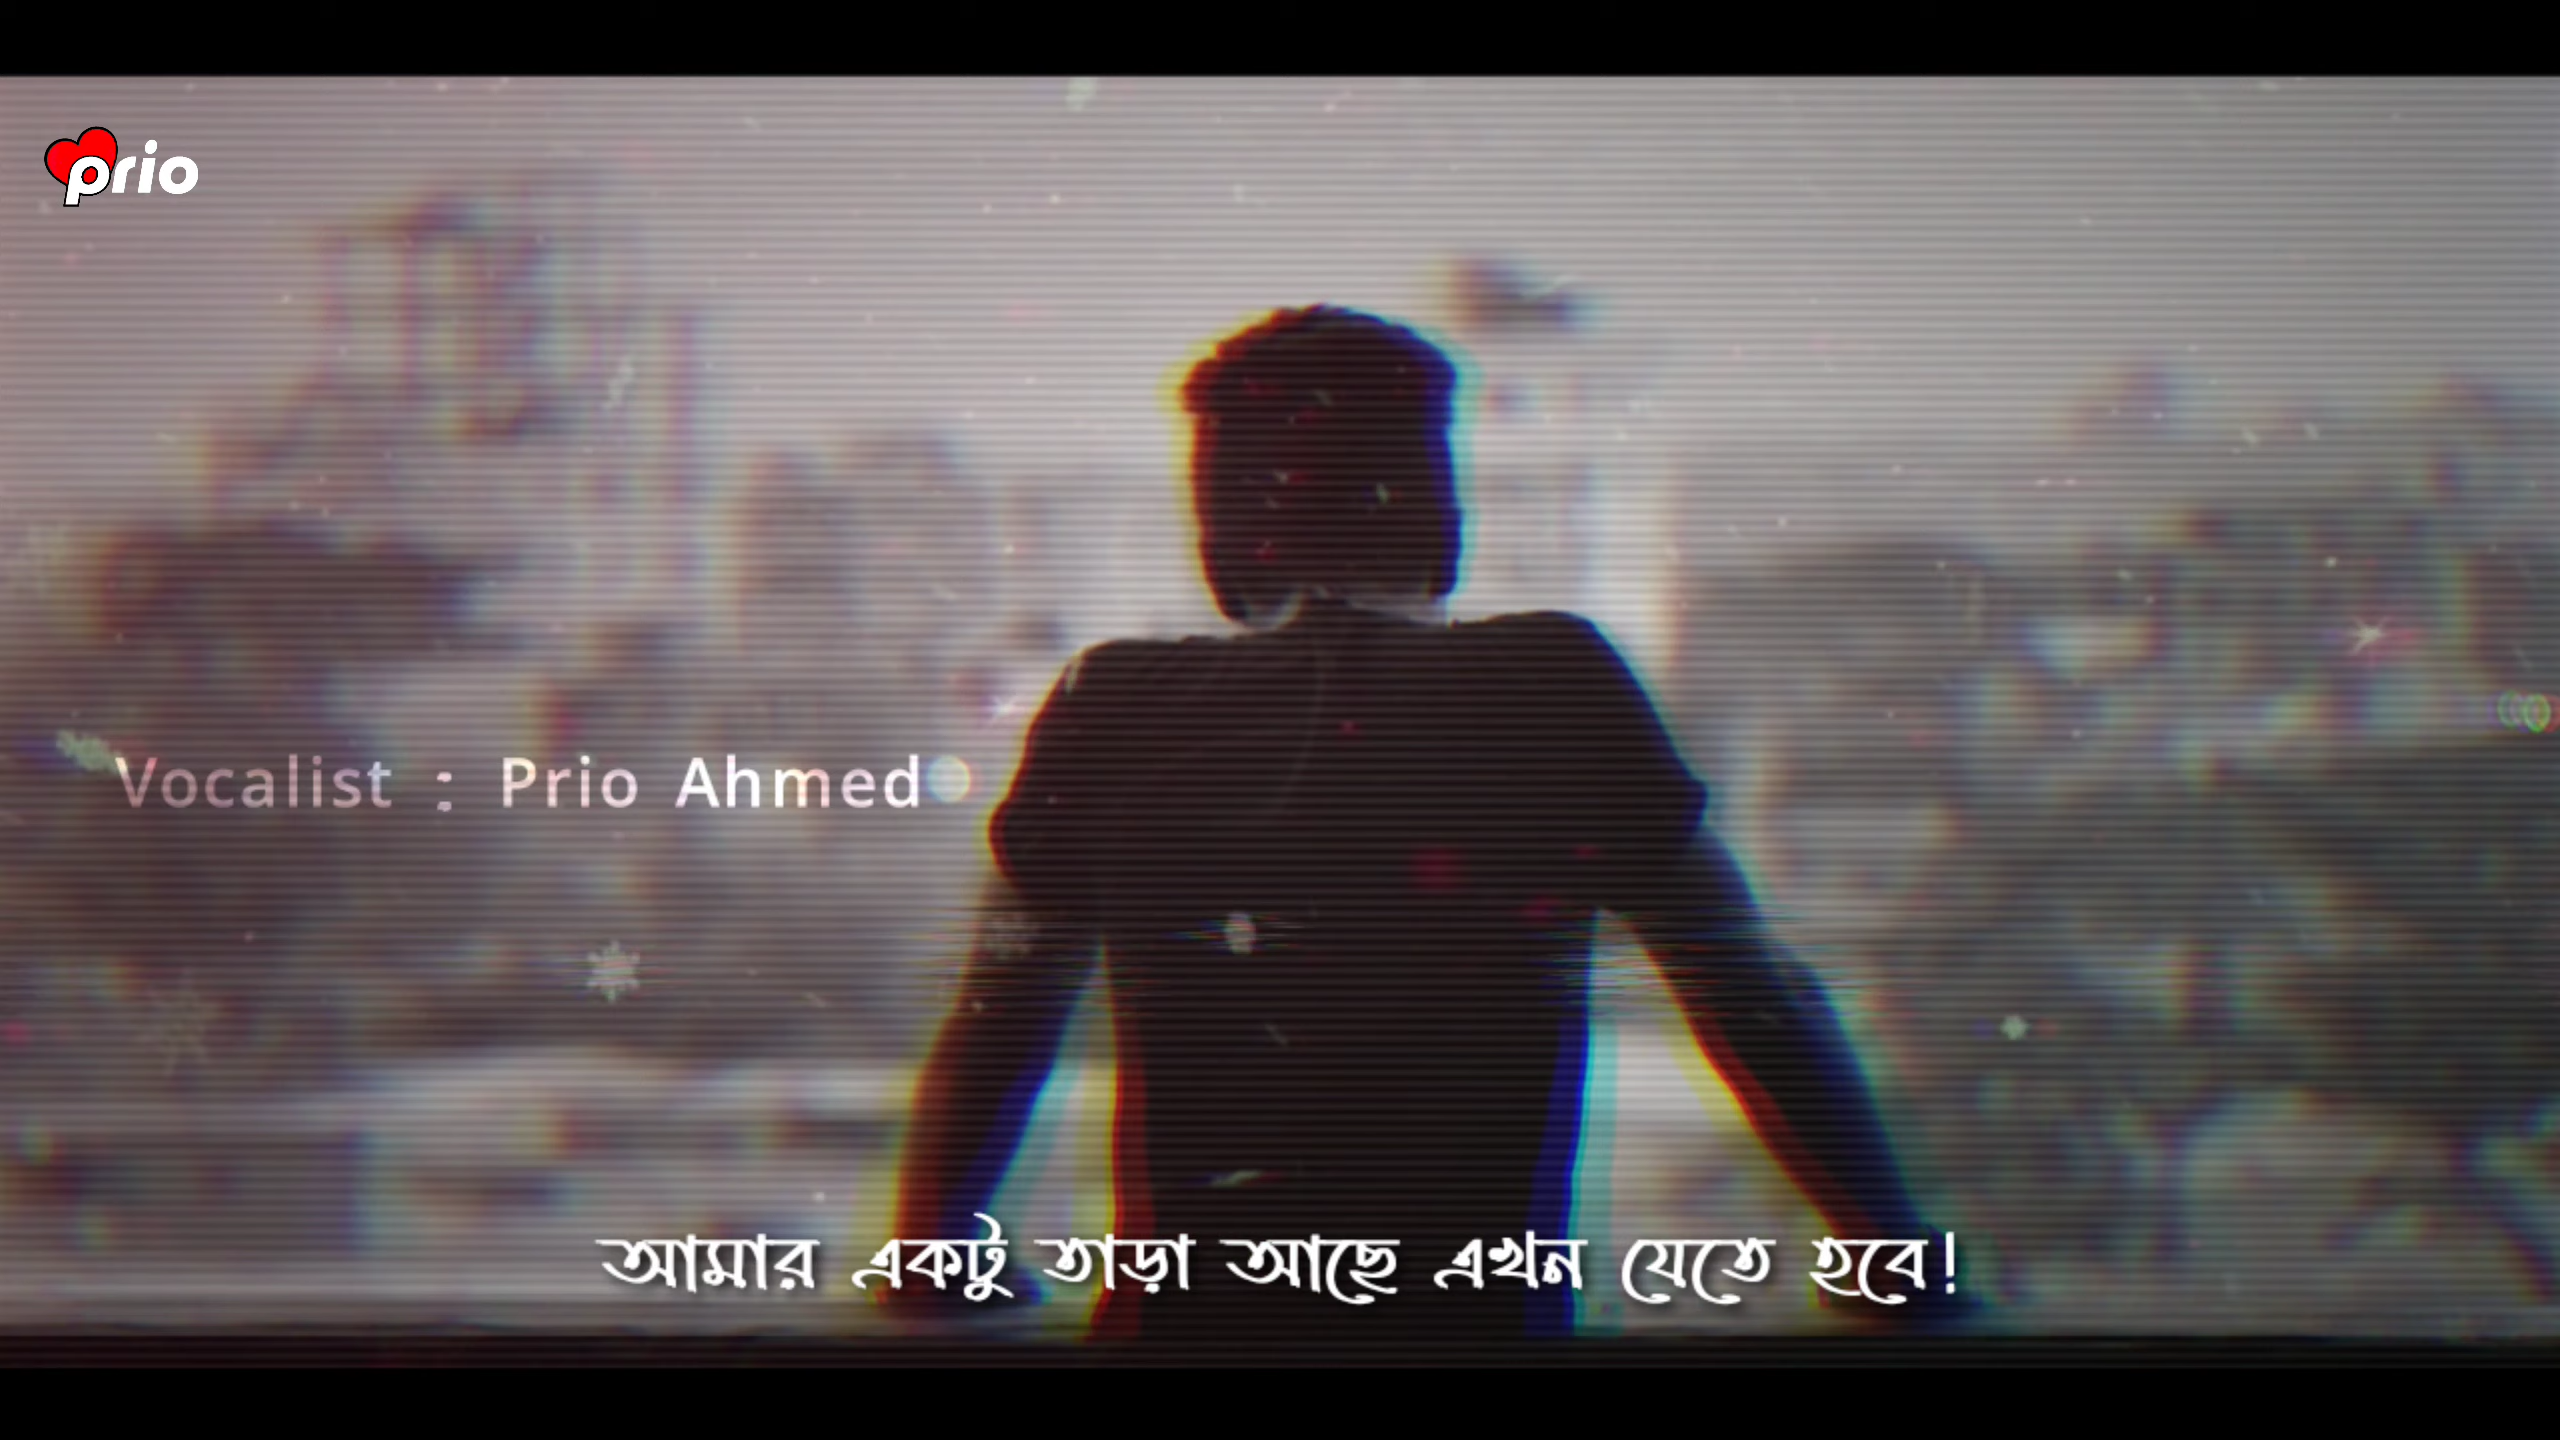 prio
Vocalist : Prio Ahmed
আমার একটু তাড়া আছে এখন যেতে হবে!